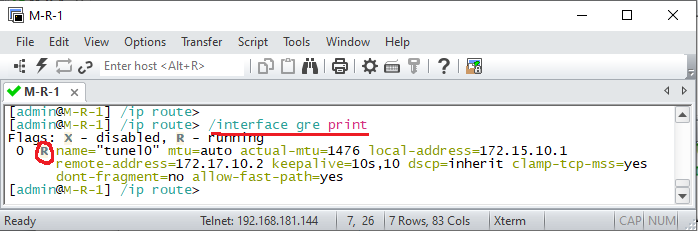 M-R-1
File Edit View Options Transfer Script Tools Window Help
Enter host <Alt+R>
M-R-1
[admin@M-R-1] /ip route>
[admin@M-R-1] /ip route> /interface gre print
Flags: X - disabled, R - running
0 R name="tunel0" mtu=auto actual-mtu=1476 local-address=172.15.10.1
remote-address=172.17.10.2 keepalive=10s,10 dscp=inherit clamp-tcp-mss=yes
dont-fragment=no allow-fast-path=yes
[admin@M-R-1] /ip route>
Ready Telnet: 192.168.181.144 7, 26 7 Rows, 83 Cols Xterm CAP NUM